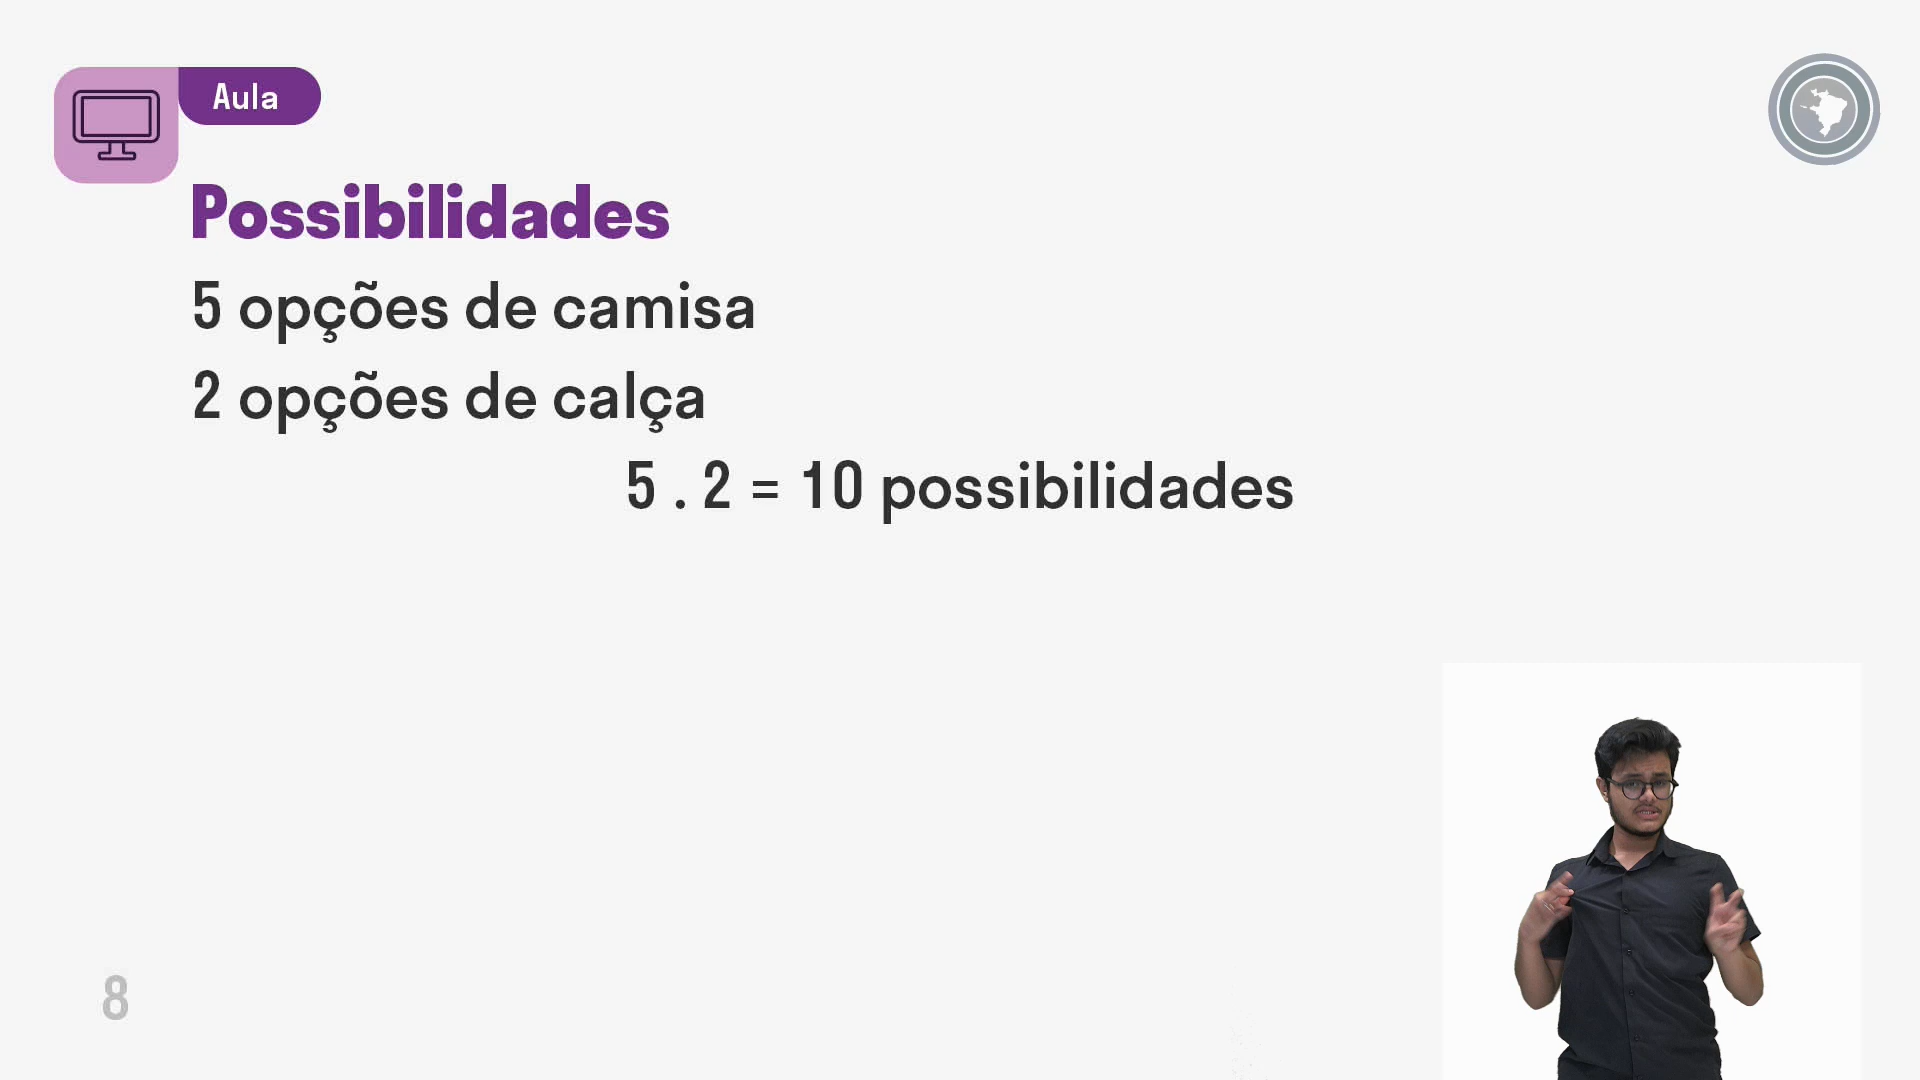 Aula
Possibilidades
5 opções de camisa
2 opções de calça
5 . 2 = 10 possibilidades
8